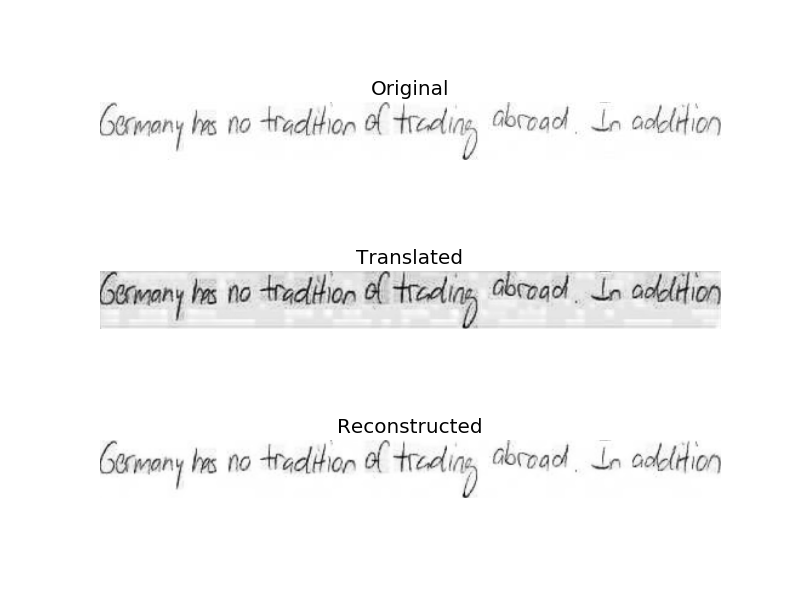 Original
Germany has no tradition of trading abroad. In addition
Translated
Germany has no tradition of trading abroad. In addition
Reconstructed
Germany has no tradition of trading abroad. In addition